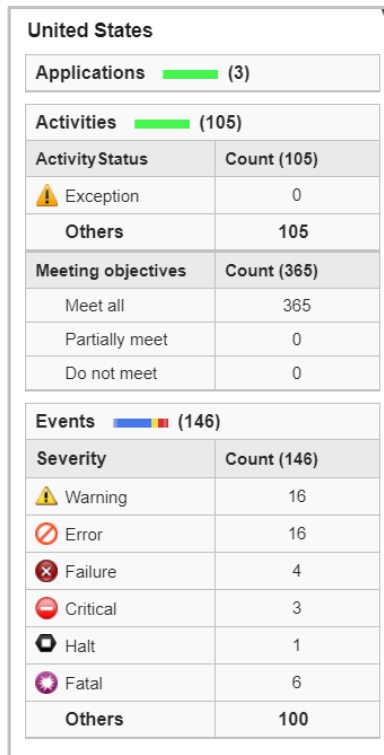 United States
Applications (3)
Activities (105)
Activity Status Count (105)
Exception 0
Others 105
Meeting objectives Count (365)
Meet all 365
Partially meet 0
Do not meet 0
Events (146)
Severity Count (146)
Warning 16
Error 16
Failure 4
Critical 3
Halt 1
Fatal 6
Others 100